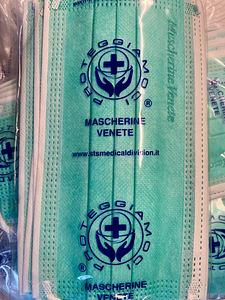 Mascherine Venete
PROTEGGIAMOCI
®
MASCHERINE
VENETE
www.stsmedicaldivision.it
PROTEGGIAMOCI
®
MASCHERINE
VENETE